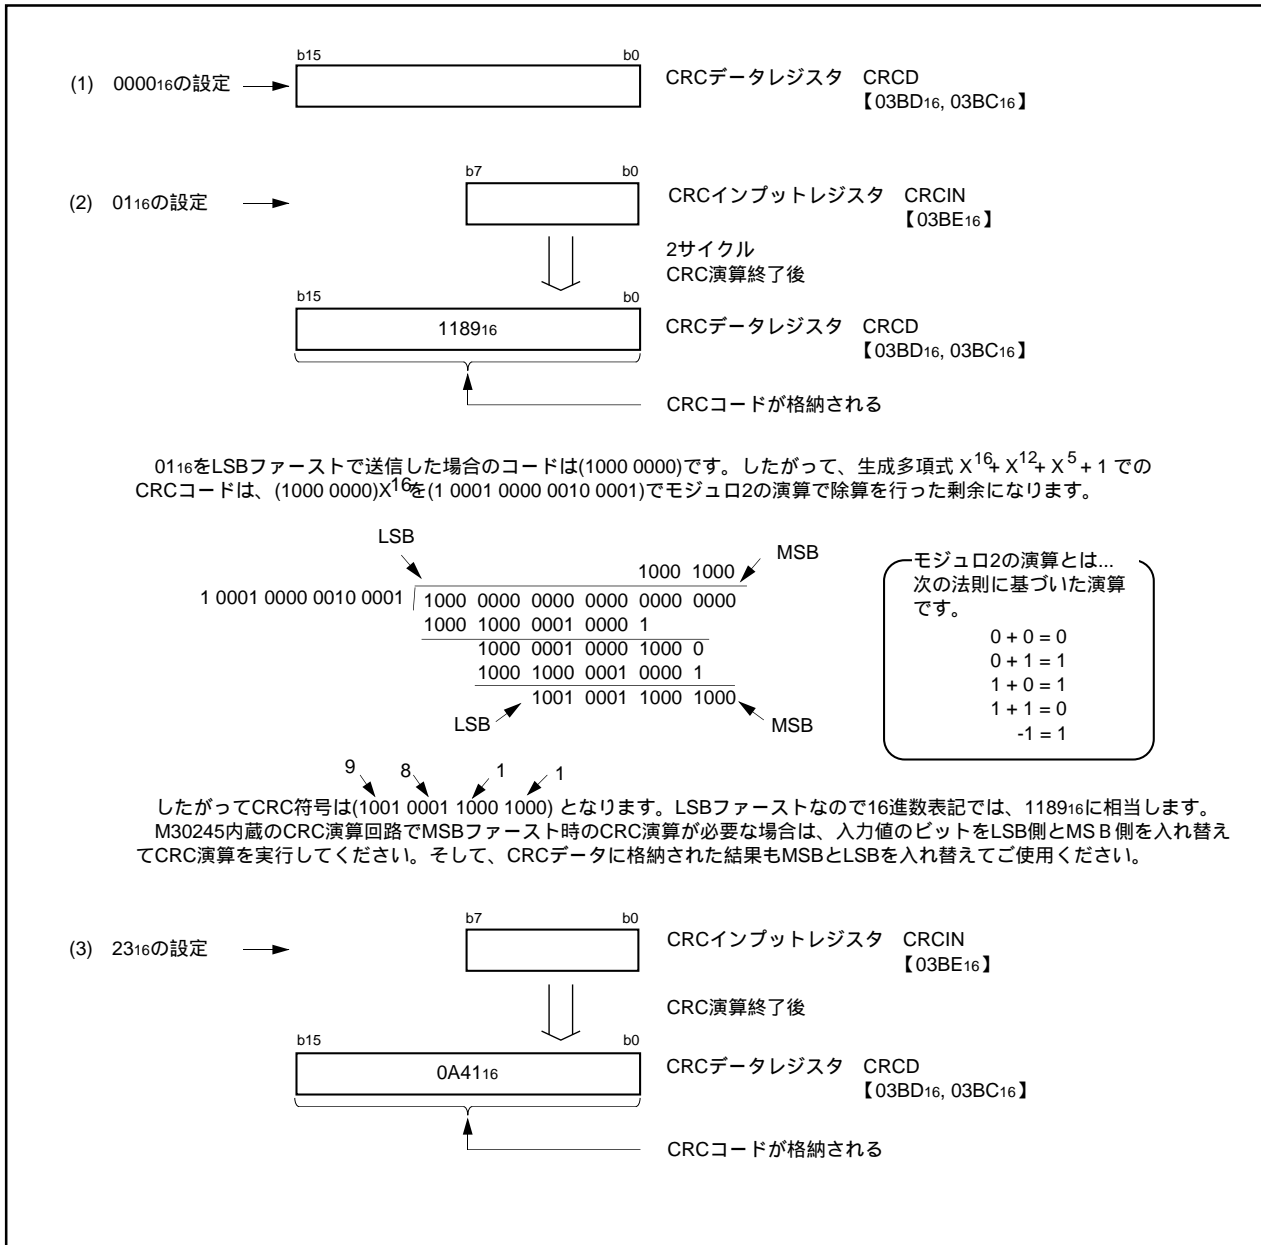 b15 b0
(1) 000016の設定
CRCデータレジスタ CRCD
【03BD16, 03BC16】
b7 b0
(2) 0116の設定
CRCインプットレジスタ CRCIN
【03BE16】
2サイクル
CRC演算終了後
b15 b0
118916
CRCデータレジスタ CRCD
【03BD16, 03BC16】
CRCコードが格納される
0116をLSBファーストで送信した場合のコードは(1000 0000)です。したがって、生成多項式 X16+ X12+ X5 + 1 での
CRCコードは、(1000 0000)X16を(1 0001 0000 0010 0001)でモジュロ2の演算で除算を行った剰余になります。
LSB
MSB
1000 1000
1 0001 0000 0010 0001
1000 0000 0000 0000 0000 0000
1000 1000 0001 0000 1
1000 0001 0000 1000 0
1000 1000 0001 0000 1
1001 0001 1000 1000
LSB
MSB
モジュロ2の演算とは...
次の法則に基づいた演算
です。
0 + 0 = 0
0 + 1 = 1
1 + 0 = 1
1 + 1 = 0
-1 = 1
9 8 1 1
したがってCRC符号は(1001 0001 1000 1000) となります。LSBファーストなので16進数表記では、118916に相当します。
M30245内蔵のCRC演算回路でMSBファースト時のCRC演算が必要な場合は、入力値のビットをLSB側とMSB側を入れ替え
てCRC演算を実行してください。そして、CRCデータに格納された結果もMSBとLSBを入れ替えてご使用ください。
b7 b0
(3) 2316の設定
CRCインプットレジスタ CRCIN
【03BE16】
CRC演算終了後
b15 b0
0A4116
CRCデータレジスタ CRCD
【03BD16, 03BC16】
CRCコードが格納される